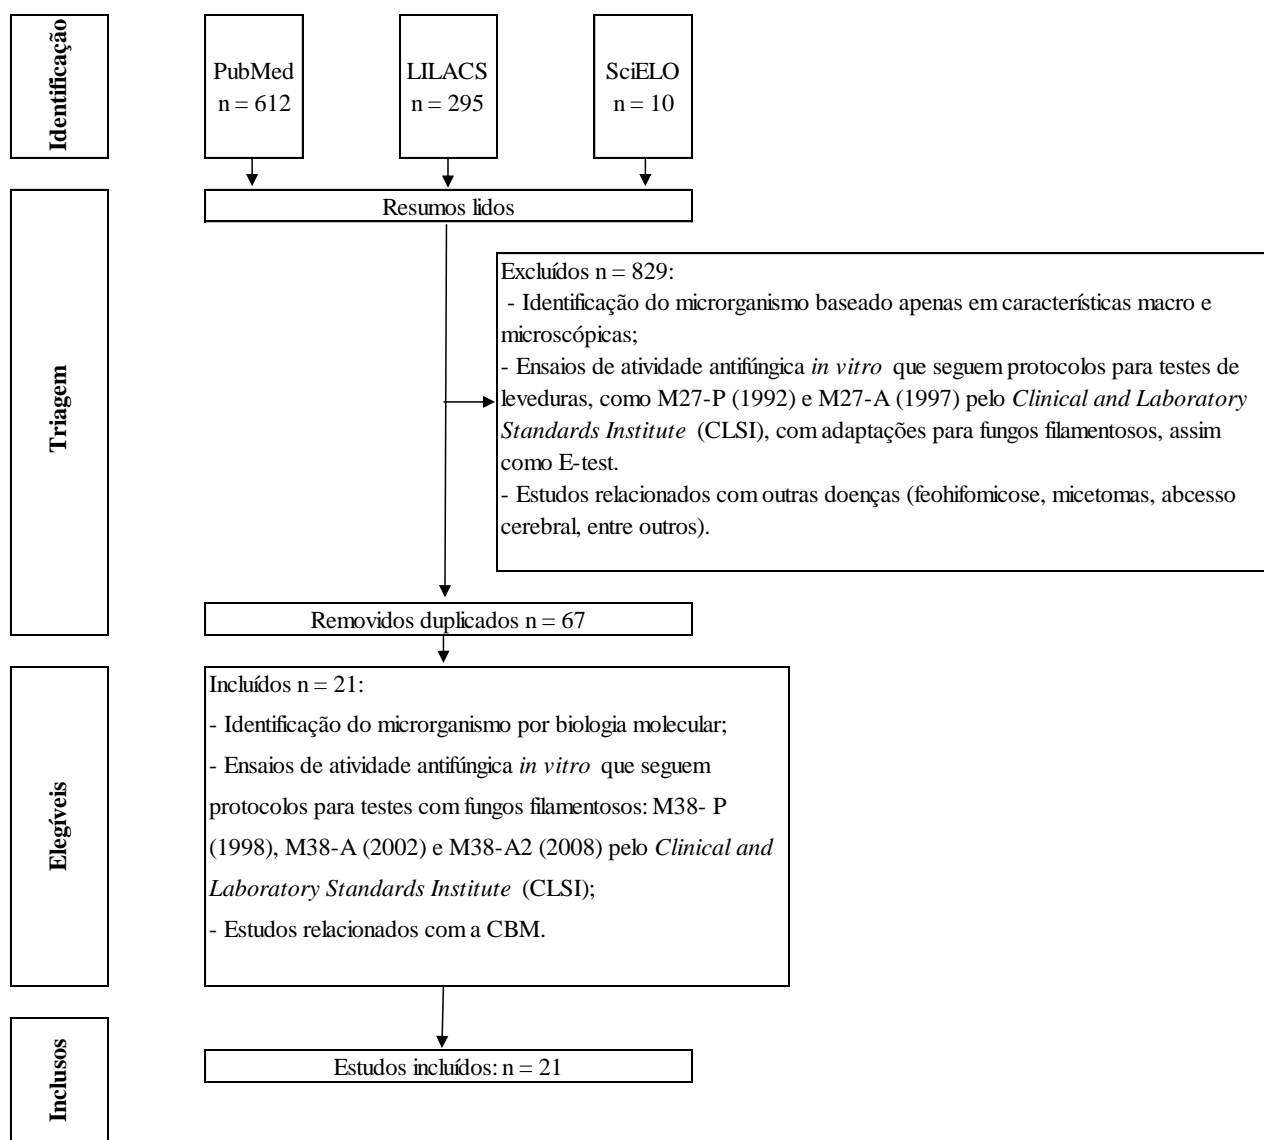 Identificação
PubMed
n = 612
LILACS
n = 295
SciELO
n = 10
Triagem
Resumos lidos
Excluídos n = 829:
- Identificação do microrganismo baseado apenas em características macro e
microscópicas;
- Ensaios de atividade antifúngica in vitro que seguem protocolos para testes de
leveduras, como M27-P (1992) e M27-A (1997) pelo Clinical and Laboratory
Standards Institute (CLSI), com adaptações para fungos filamentosos, assim
como E-test.
- Estudos relacionados com outras doenças (feohifomicose, micetomas, abcesso
cerebral, entre outros).
Removidos duplicados n = 67
Elegíveis
Incluídos n = 21:
- Identificação do microrganismo por biologia molecular;
- Ensaios de atividade antifúngica in vitro que seguem
protocolos para testes com fungos filamentosos: M38- P
(1998), M38-A (2002) e M38-A2 (2008) pelo Clinical and
Laboratory Standards Institute (CLSI);
- Estudos relacionados com a CBM.
Inclusos
Estudos incluídos: n = 21